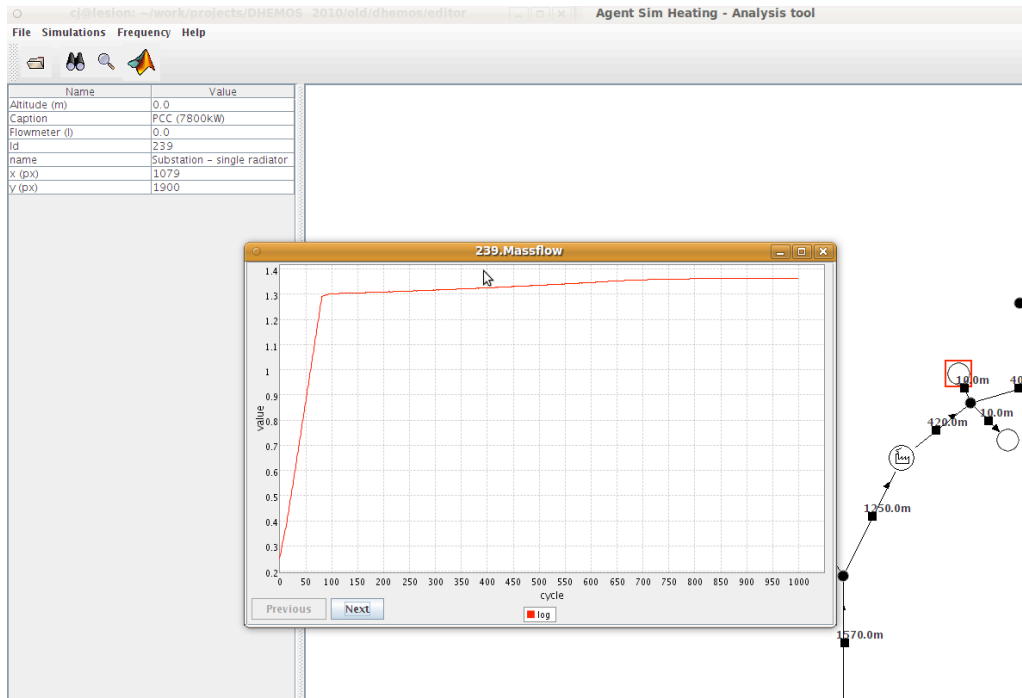 cj@lesion: ~/work/projects/DHEMOS 2010/old/dhemos/editor
Agent Sim Heating - Analysis tool
File Simulations Frequency Help
Name Value
Altitude (m) 0.0
Caption PCC (7800kW)
Flowmeter (l) 0.0
Id 239
name Substation – single radiator
x (px) 1079
y (px) 1900
239.Massflow
1.4
1.3
1.2
1.1
1
0.9
0.8
0.7
0.6
0.5
0.4
0.3
0.2
value
0 50 100 150 200 250 300 350 400 450 500 550 600 650 700 750 800 850 900 950 1000
cycle
Previous Next
log
10.0m
40
420.0m
10.0m
1250.0m
1570.0m